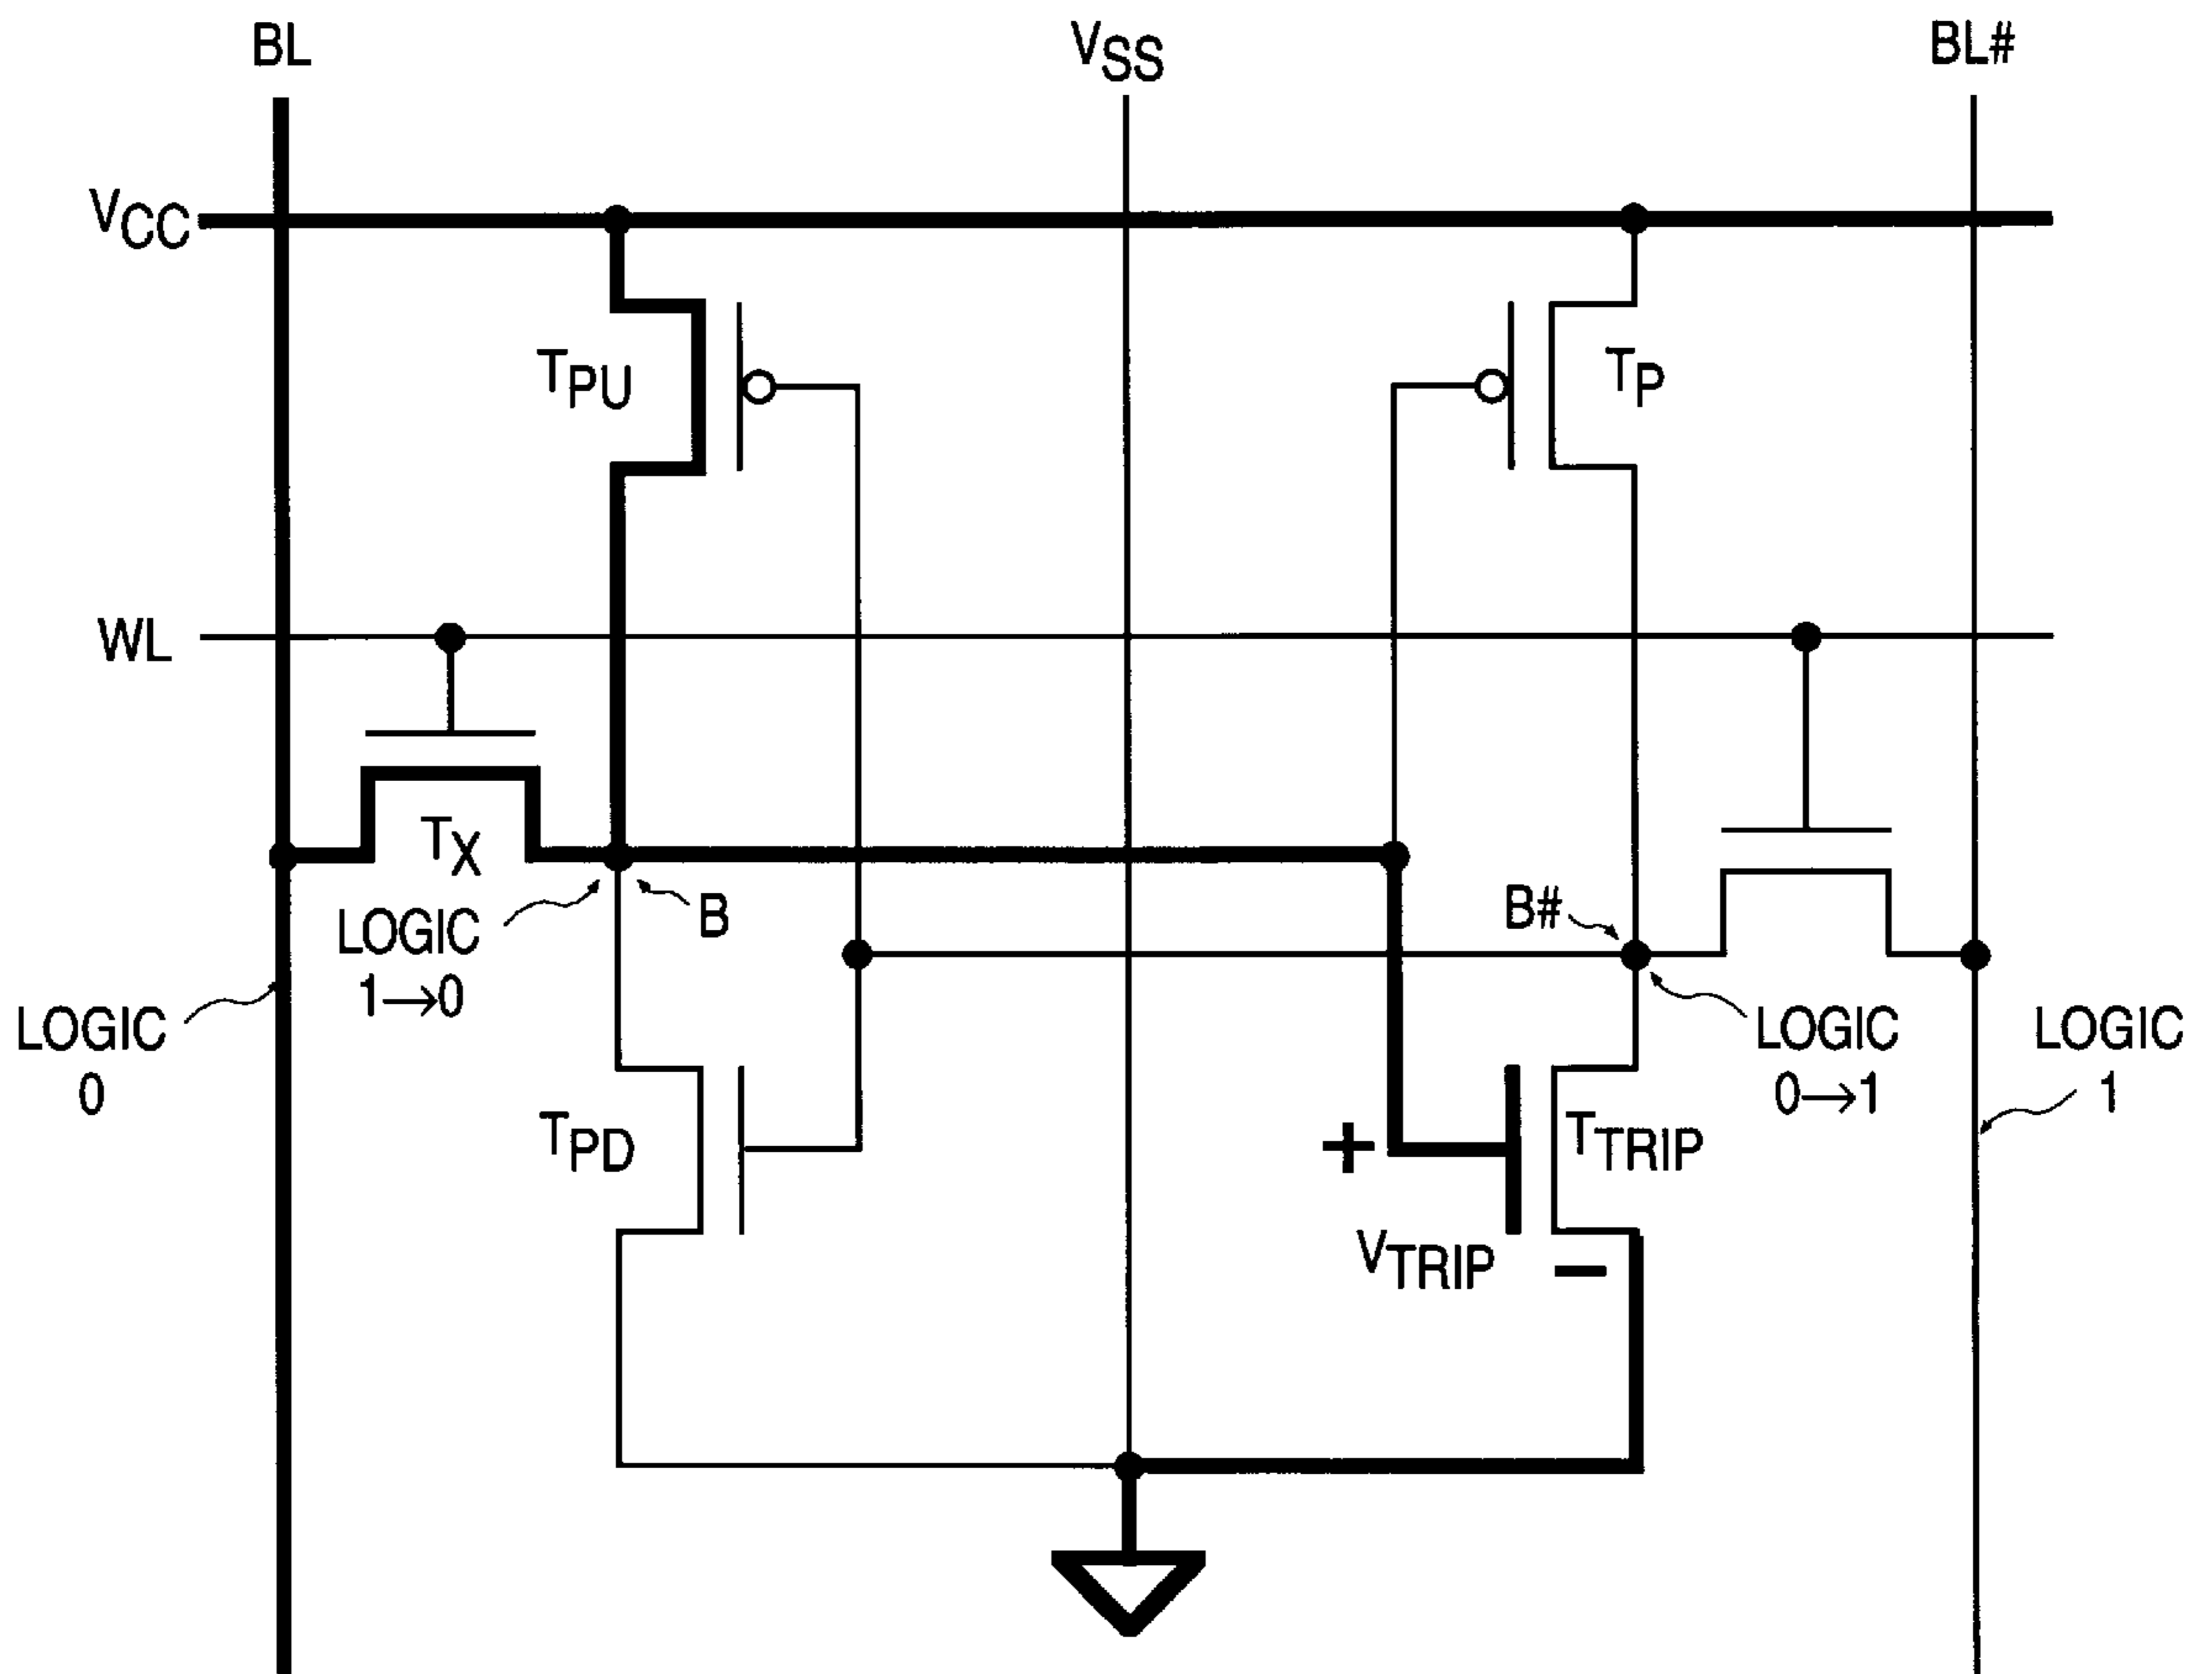 BL
VSS
BL#
VCC
TPU
TP
WL
TX
B
B#
LOGIC
1→0
LOGIC
0
LOGIC
0→1
LOGIC
1
TPD
+
TTRIP
VTRIP
−